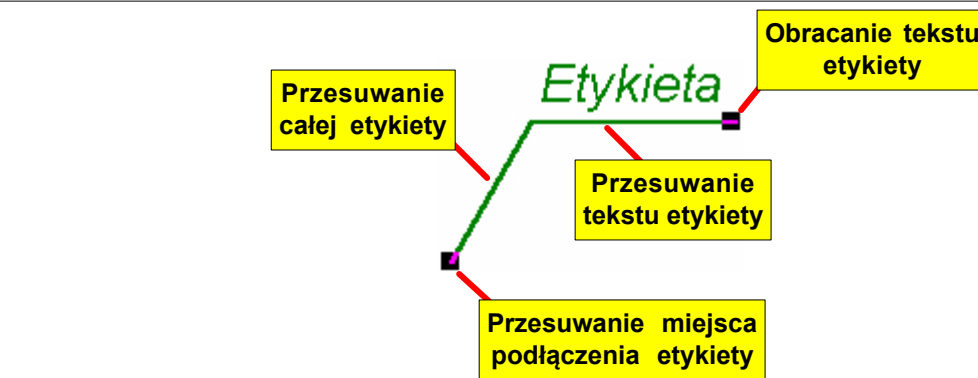 Obracanie tekstu
etykiety
Etykieta
Przesuwanie
całej etykiety
Przesuwanie
tekstu etykiety
Przesuwanie miejsca
podłączenia etykiety